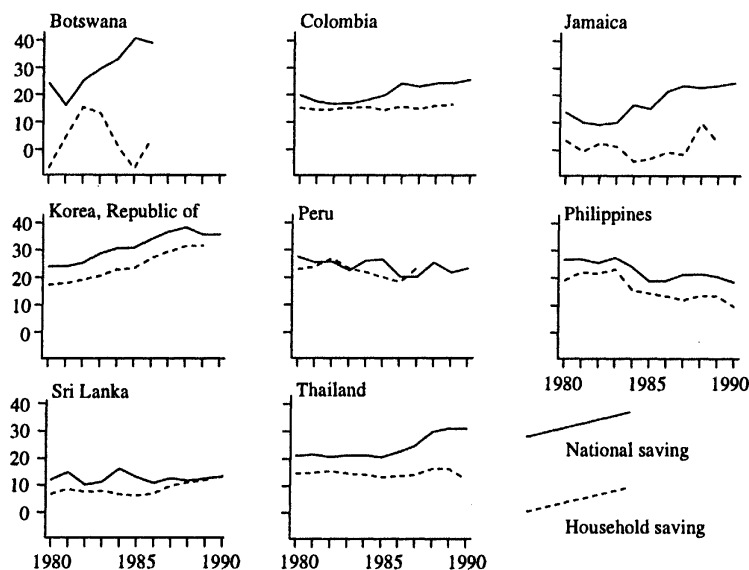 Botswana
Colombia
Jamaica
40
30
20
10
0
Korea, Republic of
Peru
Philippines
40
30
20
10
0
1980 1985 1990
Sri Lanka
Thailand
40
30
20
10
0
National saving
Household saving
1980 1985 1990
1980 1985 1990